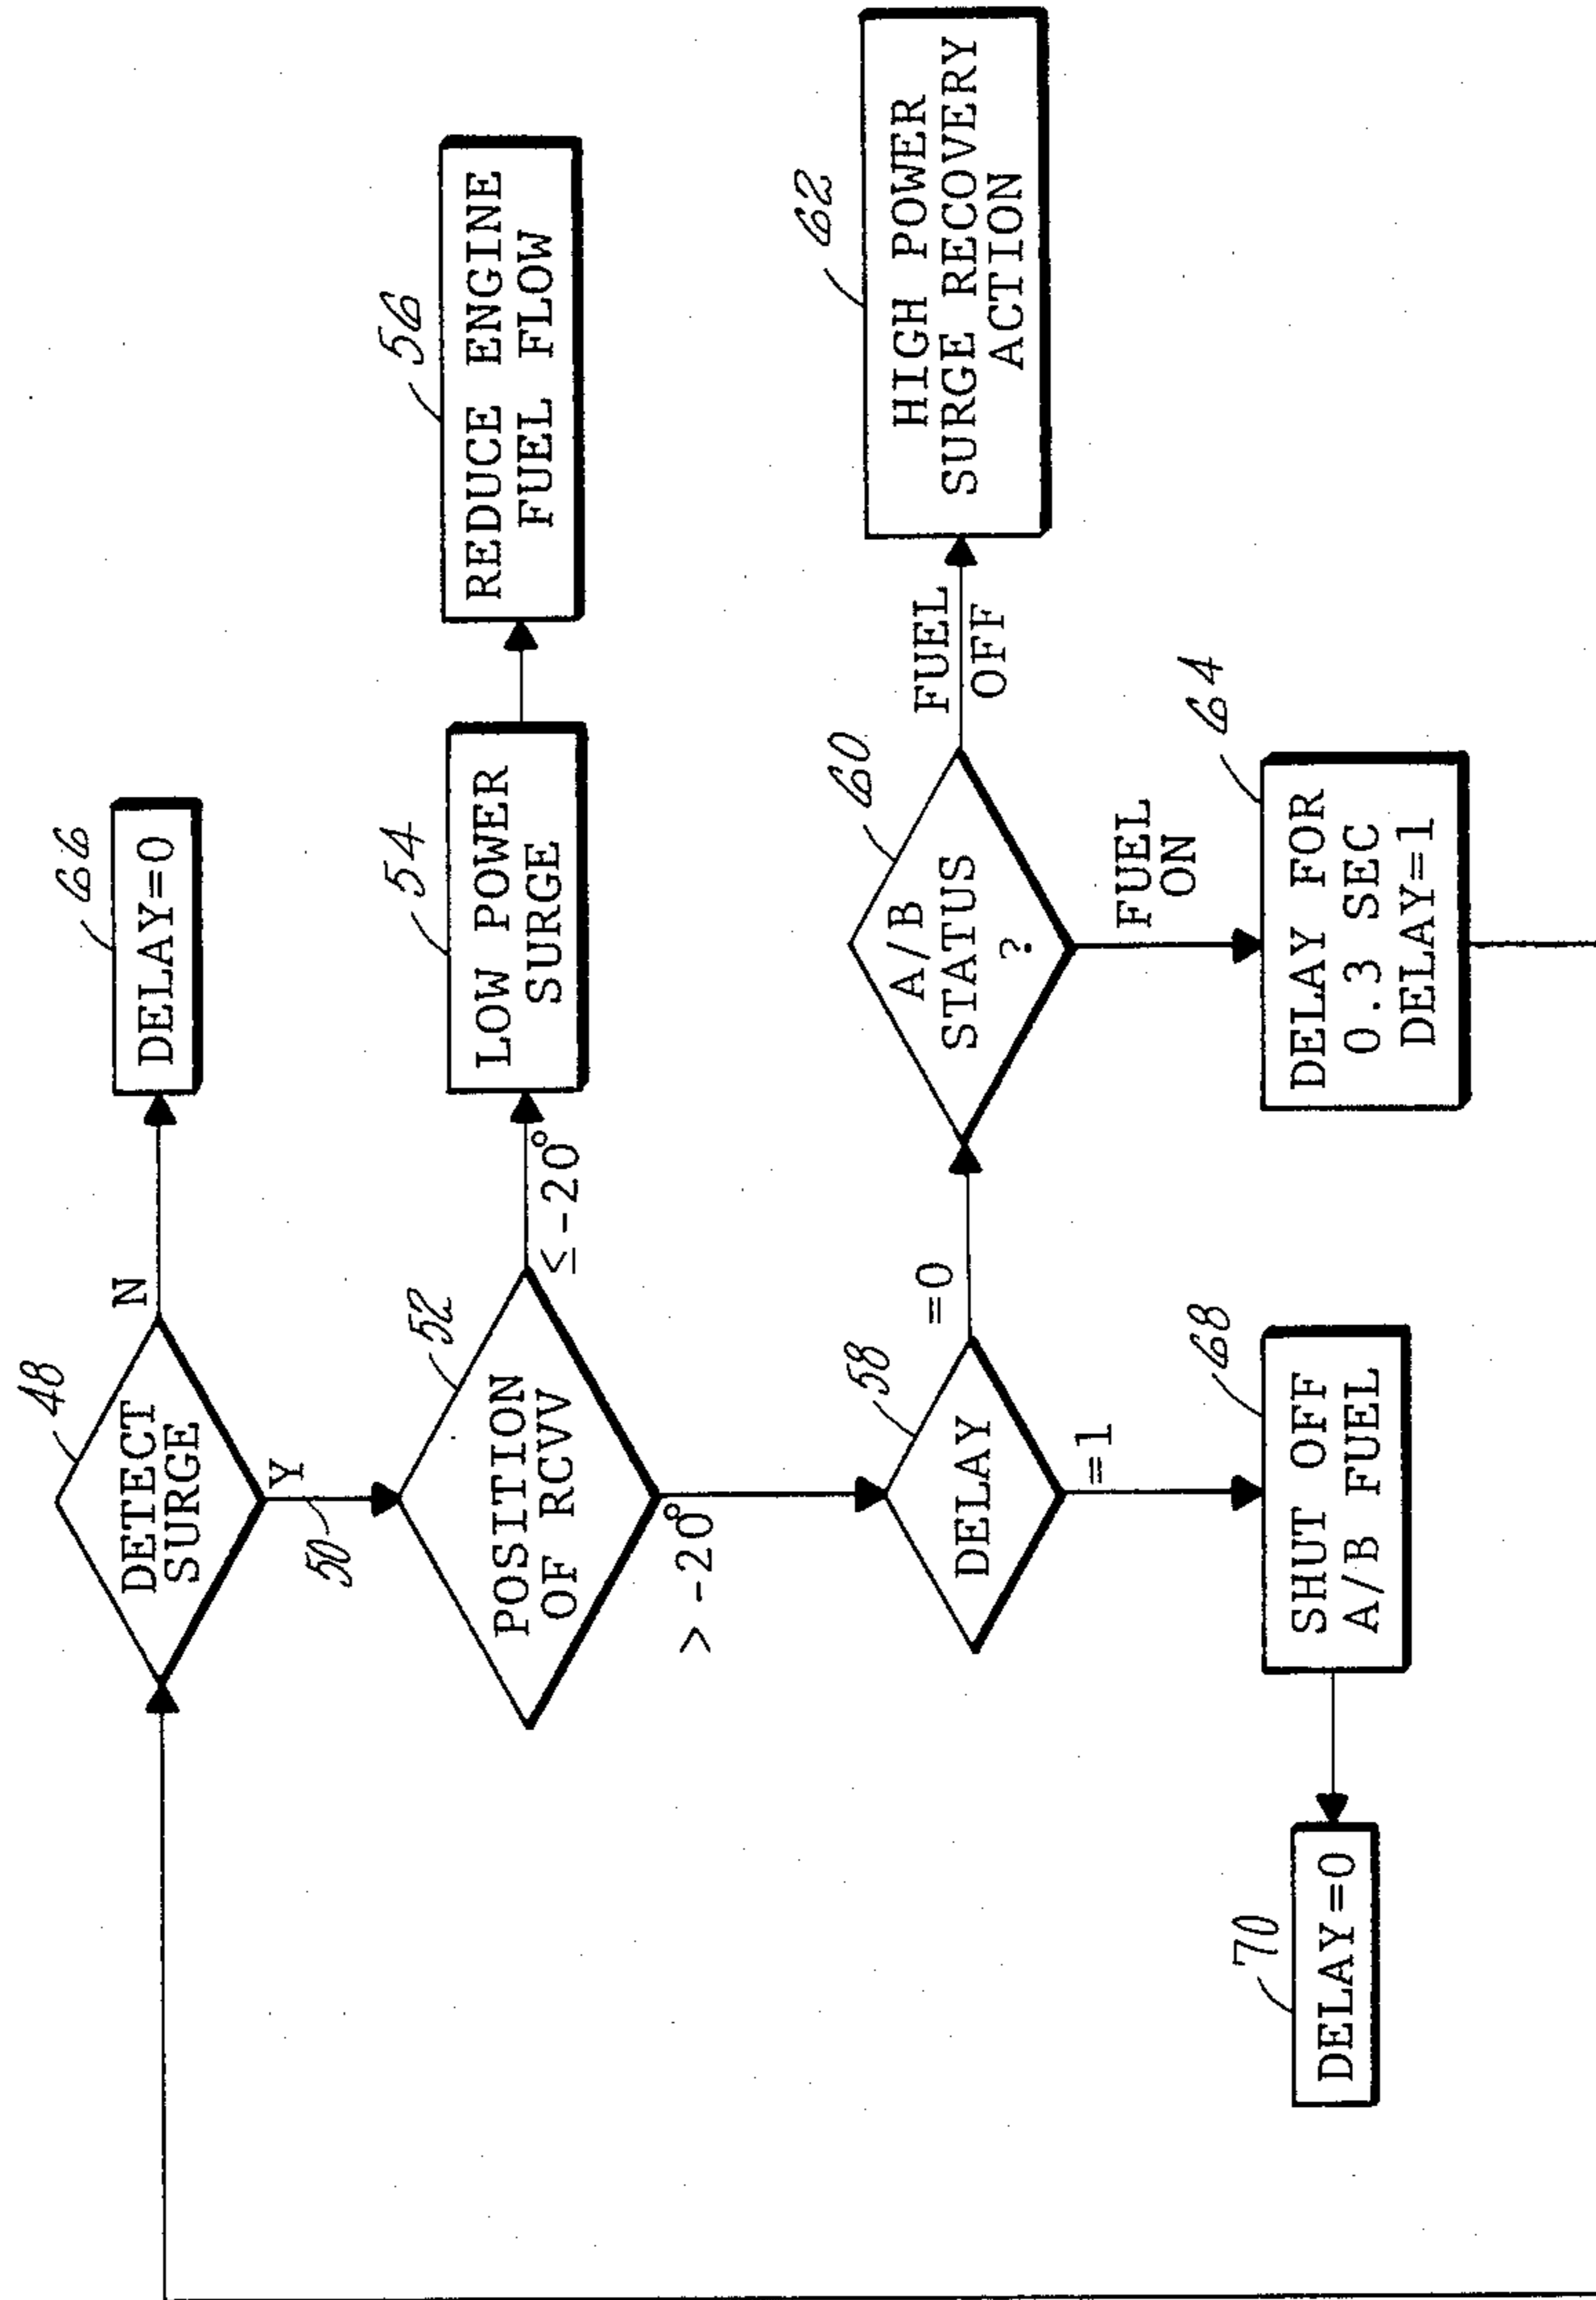 48
DETECT
SURGE
N
66
DELAY=0
Y
50
52
POSITION
OF RCVV
≤-20°
54
LOW POWER
SURGE
56
REDUCE ENGINE
FUEL FLOW
>-20°
58
DELAY
=0
60
A/B
STATUS
?
FUEL
OFF
62
HIGH POWER
SURGE RECOVERY
ACTION
=1
FUEL
ON
68
SHUT OFF
A/B FUEL
64
DELAY FOR
0.3 SEC
DELAY=1
70
DELAY=0